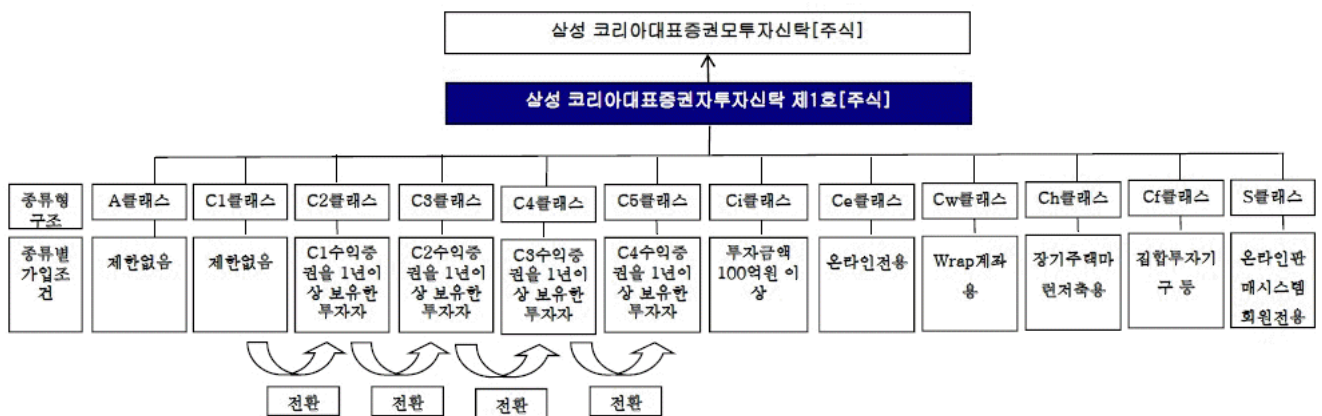 삼성 코리아대표증권모투자신탁[주식]
삼성 코리아대표증권자투자신탁 제1호[주식]
종류형
구조
A클래스
C1클래스
C2클래스
C3클래스
C4클래스
C5클래스
Ci클래스
Ce클래스
Cw클래스
Ch클래스
Cf클래스
S클래스
종류별
가입조
건
제한없음
제한없음
C1수익증
권을 1년이
상 보유한
투자자
C2수익증
권을 1년이
상 보유한
투자자
C3수익증
권을 1년이
상 보유한
투자자
C4수익증
권을 1년이
상 보유한
투자자
투자금액
100억원 이
상
온라인전용
Wrap계좌
용
장기주택마
련저축용
집합투자기
구 등
온라인판
매시스템
회원전용
전환
전환
전환
전환